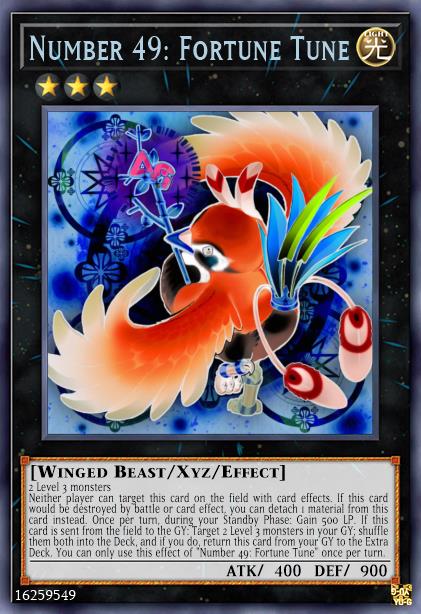 Number 49: Fortune Tune
LIGHT
光
[Winged Beast/Xyz/Effect]
2 Level 3 monsters
Neither player can target this card on the field with card effects. If this card
would be destroyed by battle or card effect, you can detach 1 material from this
card instead. Once per turn, during your Standby Phase: Gain 500 LP. If this
card is sent from the field to the GY: Target 2 Level 3 monsters in your GY; shuffle
them both into the Deck, and if you do, return this card from your GY to the Extra
Deck. You can only use this effect of "Number 49: Fortune Tune" once per turn.
ATK/ 400 DEF/ 900
16259549